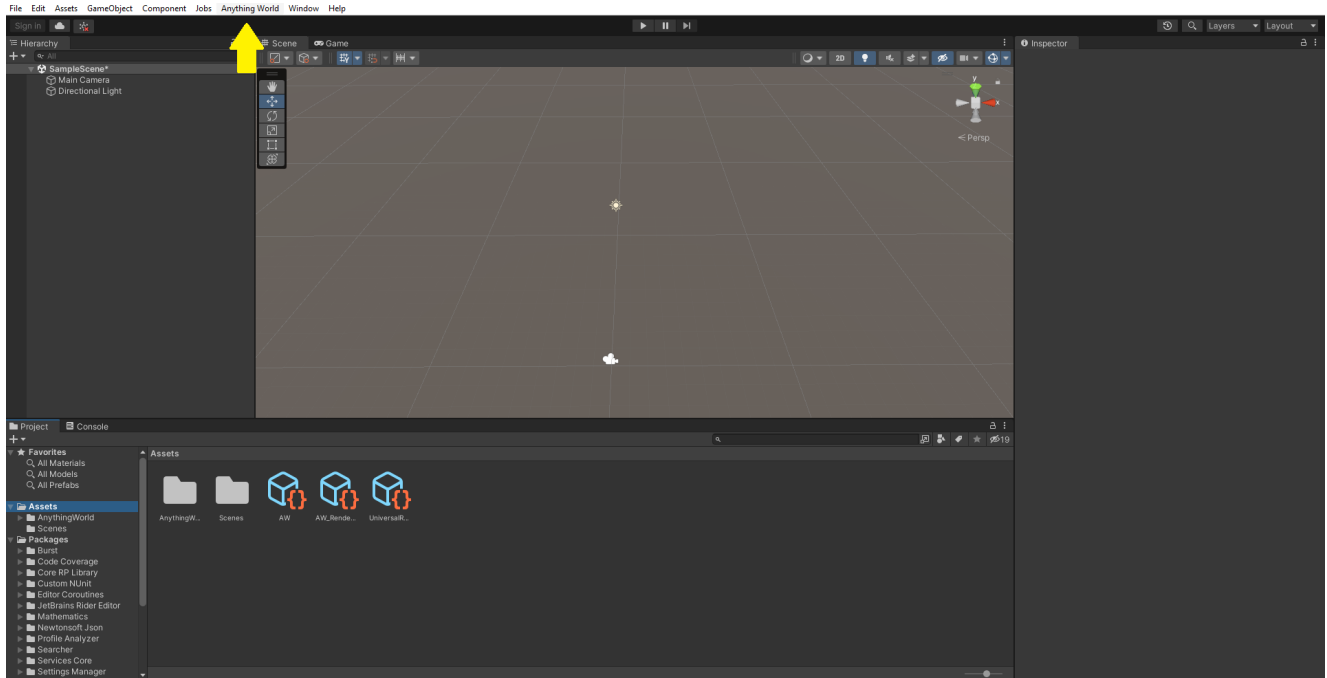 File Edit Assets GameObject Component Jobs Anything World Window Help
Sign in
Layers Layout
Hierarchy
All
SampleScene*
Main Camera
Directional Light
Scene Game
2D
y
x
Persp
Inspector
Project Console
19
Favorites
All Materials
All Models
All Prefabs
Assets
AnythingWorld
Scenes
Packages
Burst
Code Coverage
Core RP Library
Custom NUnit
Editor Coroutines
JetBrains Rider Editor
Mathematics
Newtonsoft Json
Profile Analyzer
Searcher
Services Core
Settings Manager
Assets
AnythingW... Scenes AW AW_Rende... UniversalR...